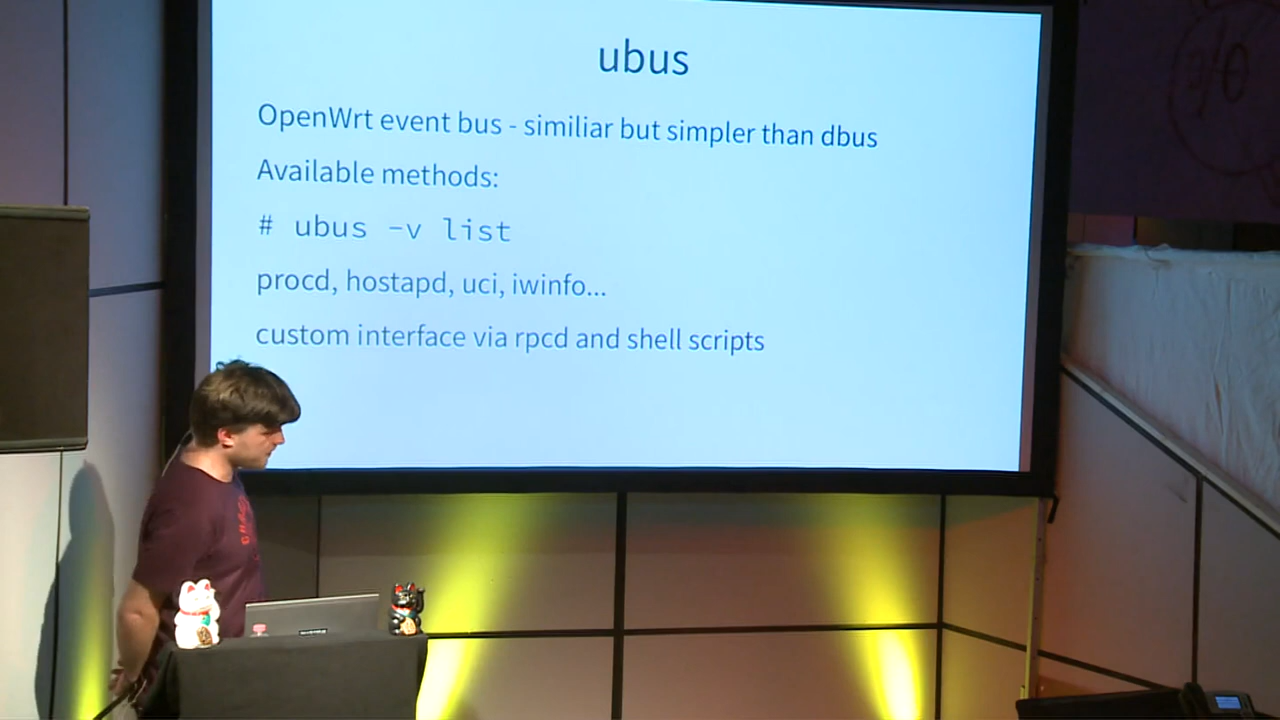 ubus
OpenWrt event bus - similiar but simpler than dbus
Available methods:
# ubus -v list
procd, hostapd, uci, iwinfo...
custom interface via rpcd and shell scripts